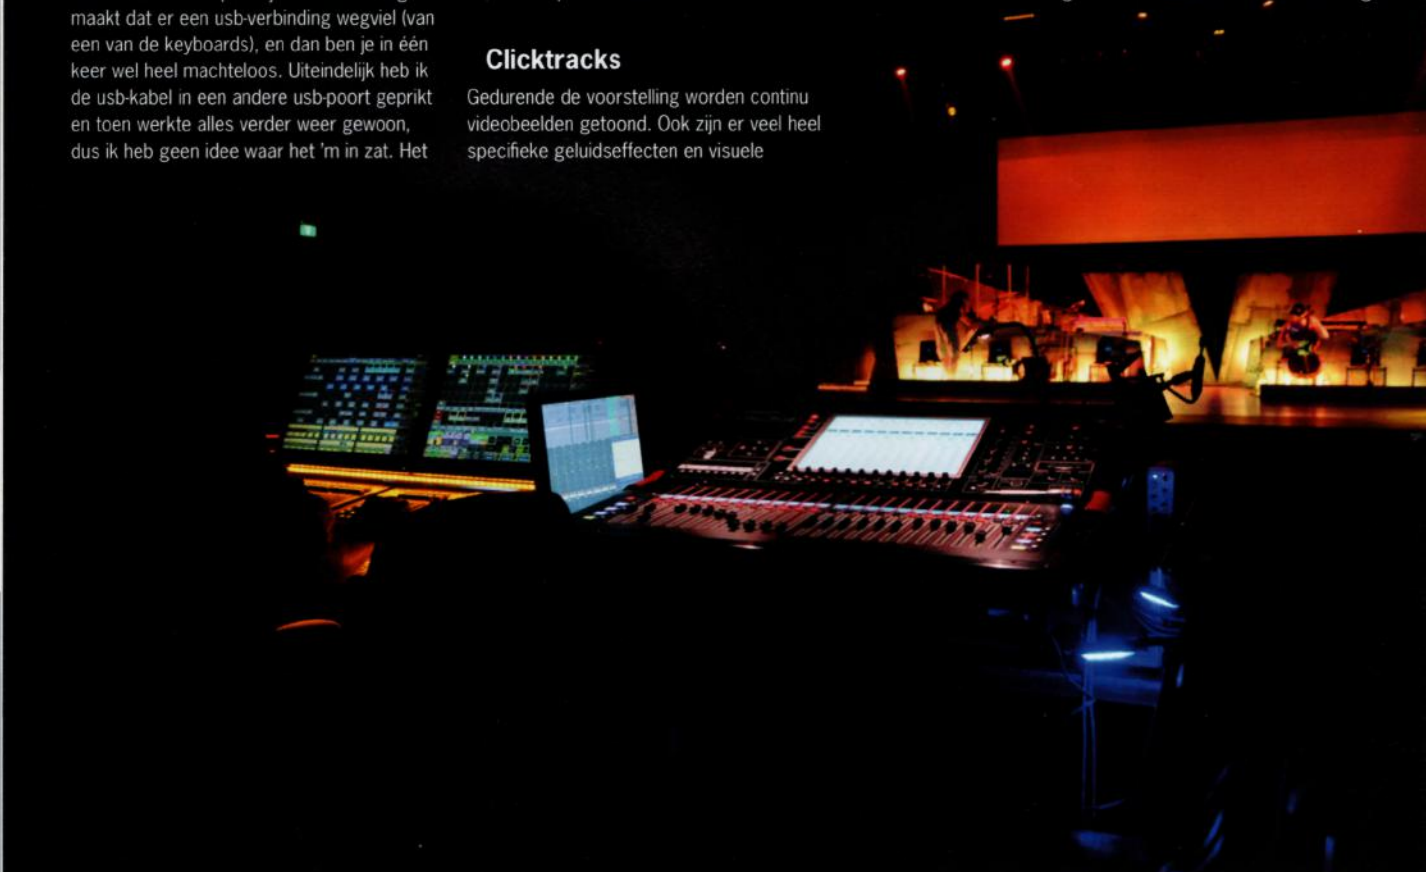 maakt dat er een usb-verbinding wegviel (van
een van de keyboards), en dan ben je in één
keer wel heel machteloos. Uiteindelijk heb ik
de usb-kabel in een andere usb-poort geprikt
en toen werkte alles verder weer gewoon,
dus ik heb geen idee waar het 'm in zat. Het
Clicktracks
Gedurende de voorstelling worden continu
videobeelden getoond. Ook zijn er veel heel
specifieke geluidseffecten en visuele